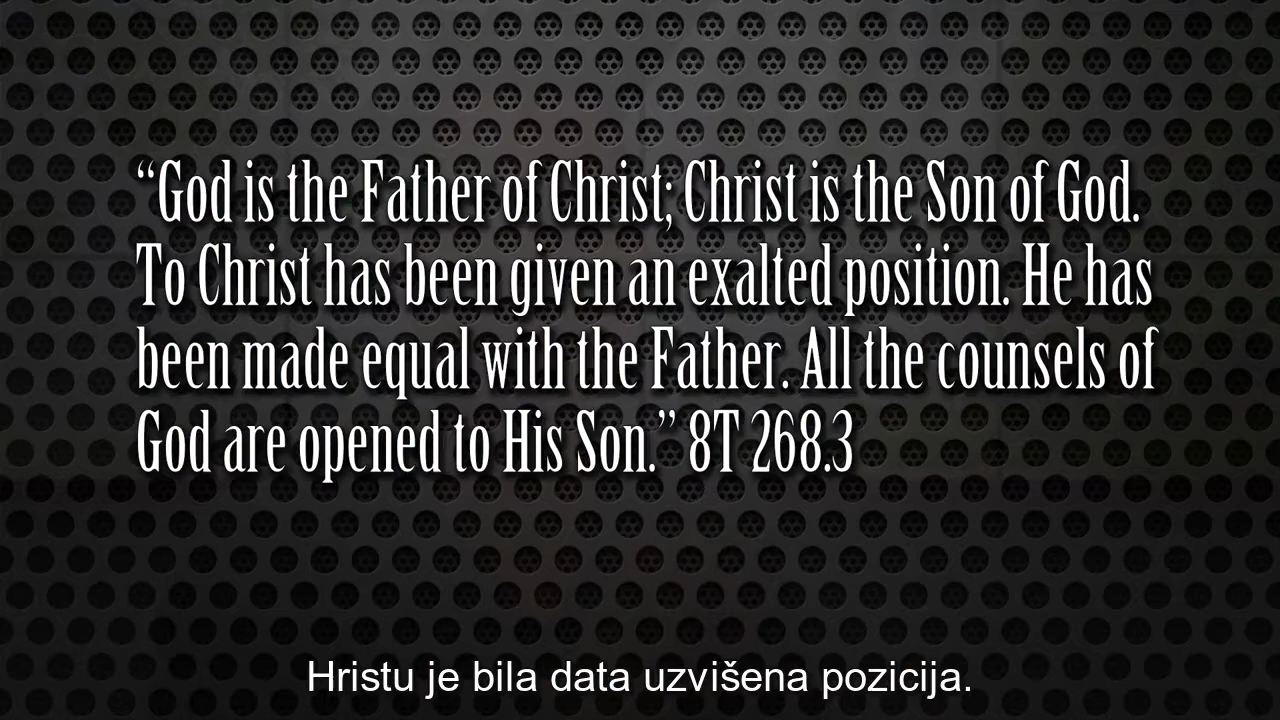 “God is the Father of Christ; Christ is the Son of God.
To Christ has been given an exalted position. He has
been made equal with the Father. All the counsels of
God are opened to His Son.” 8T 268.3
Hristu je bila data uzvišena pozicija.